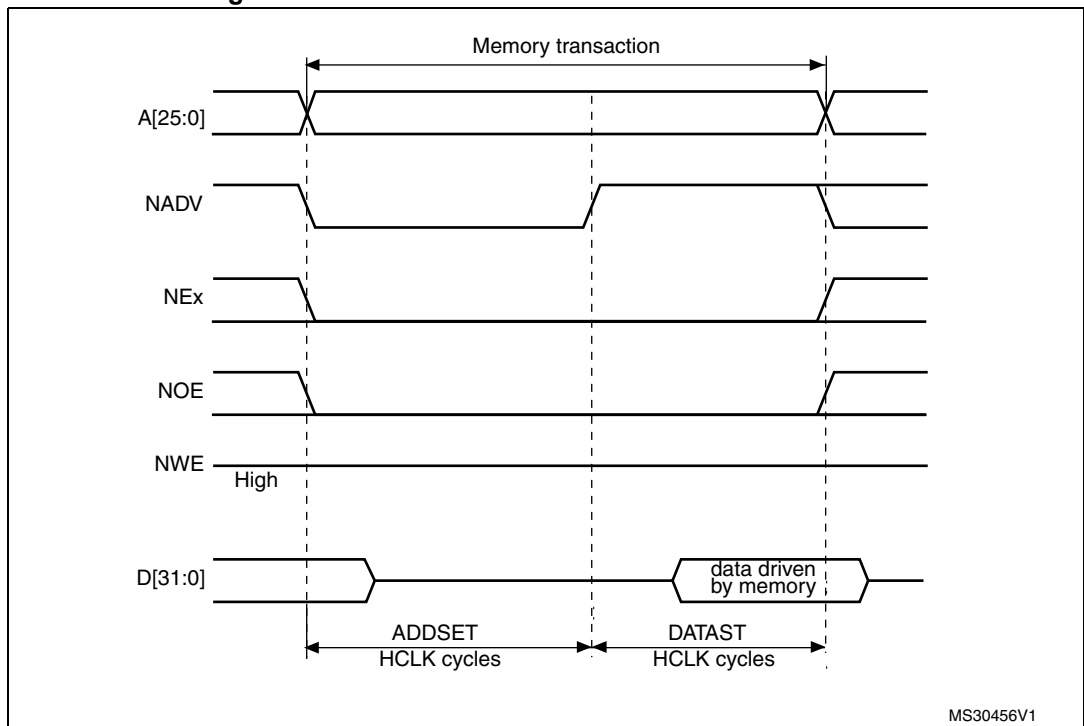 Memory transaction
A[25:0]
NADV
NEx
NOE
NWE
High
D[31:0]
data driven
by memory
ADDSET
HCLK cycles
DATAST
HCLK cycles
MS30456V1